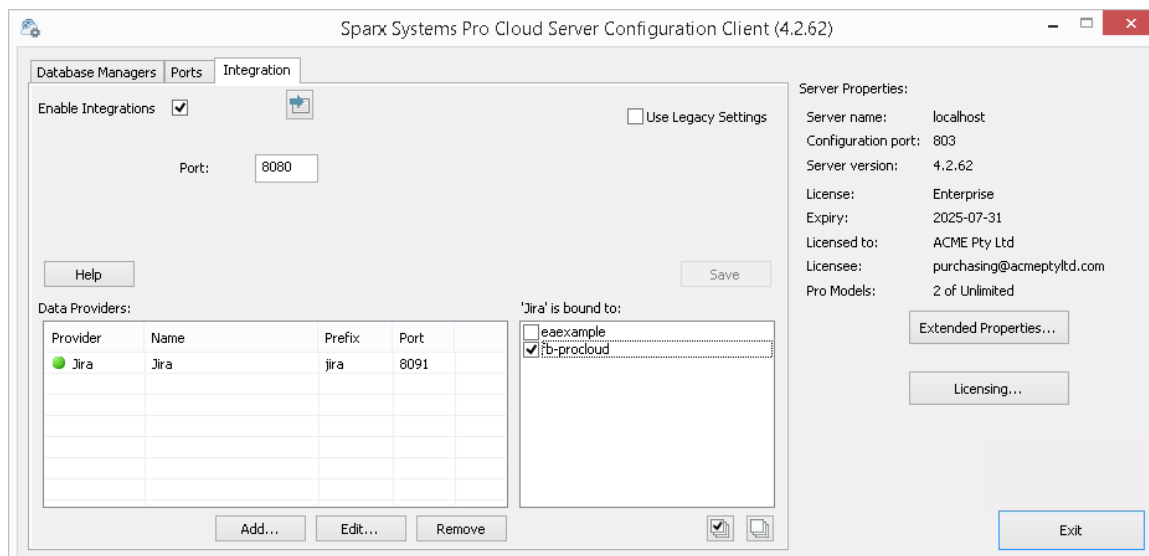 Sparx Systems Pro Cloud Server Configuration Client (4.2.62)
Database Managers Ports Integration
Enable Integrations
Use Legacy Settings
Port: 8080
Help Save
Data Providers:
Provider Name Prefix Port
Jira Jira jira 8091
'Jira' is bound to:
eaexample
fb-procloud
Add... Edit... Remove
Server Properties:
Server name: localhost
Configuration port: 803
Server version: 4.2.62
License: Enterprise
Expiry: 2025-07-31
Licensed to: ACME Pty Ltd
Licensee: purchasing@acmeptyltd.com
Pro Models: 2 of Unlimited
Extended Properties...
Licensing...
Exit